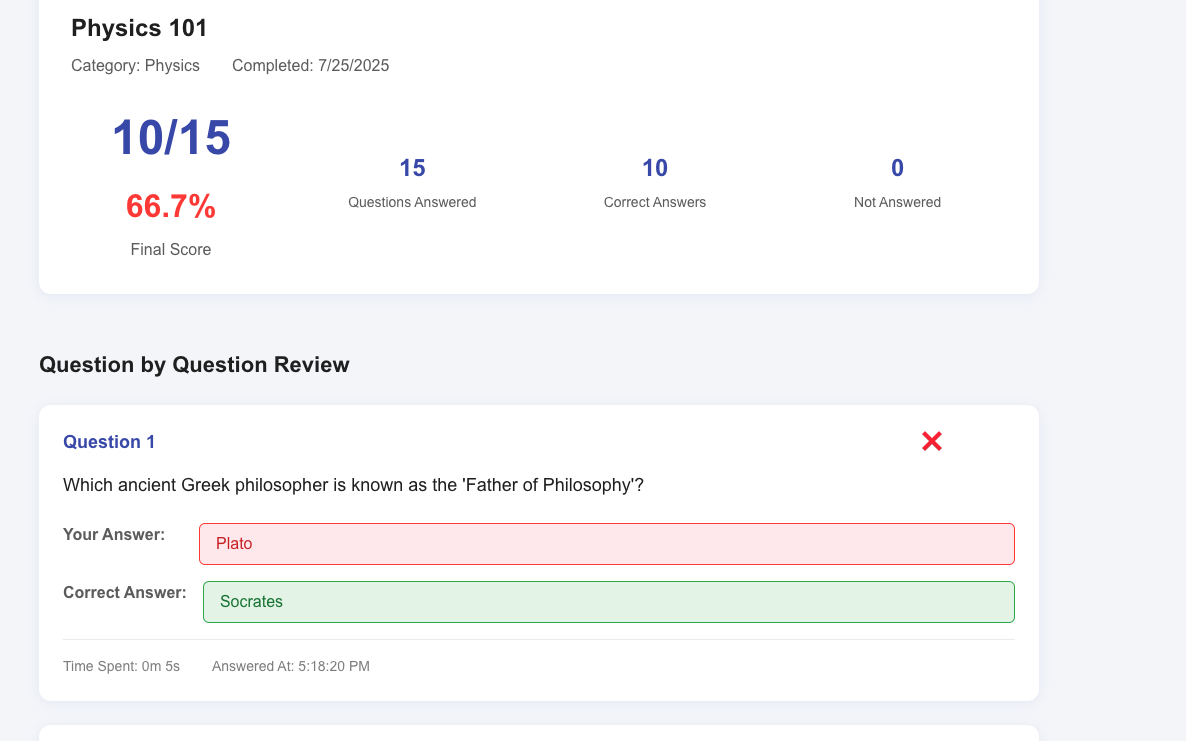 Physics 101
Category: Physics Completed: 7/25/2025
10/15
66.7%
Final Score
15
Questions Answered
10
Correct Answers
0
Not Answered
Question by Question Review
Question 1
Which ancient Greek philosopher is known as the 'Father of Philosophy'?
Your Answer: Plato
Correct Answer: Socrates
Time Spent: 0m 5s Answered At: 5:18:20 PM